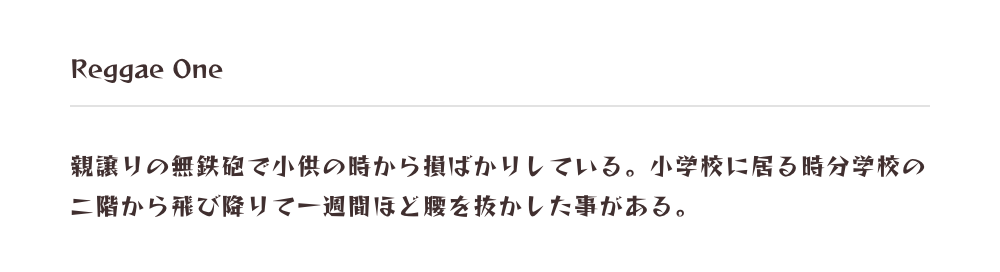 Reggae One
親譲りの無鉄砲で小供の時から損ばかりしている。小学校に居る時分学校の
二階から飛び降りて一週間ほど腰を抜かした事がある。